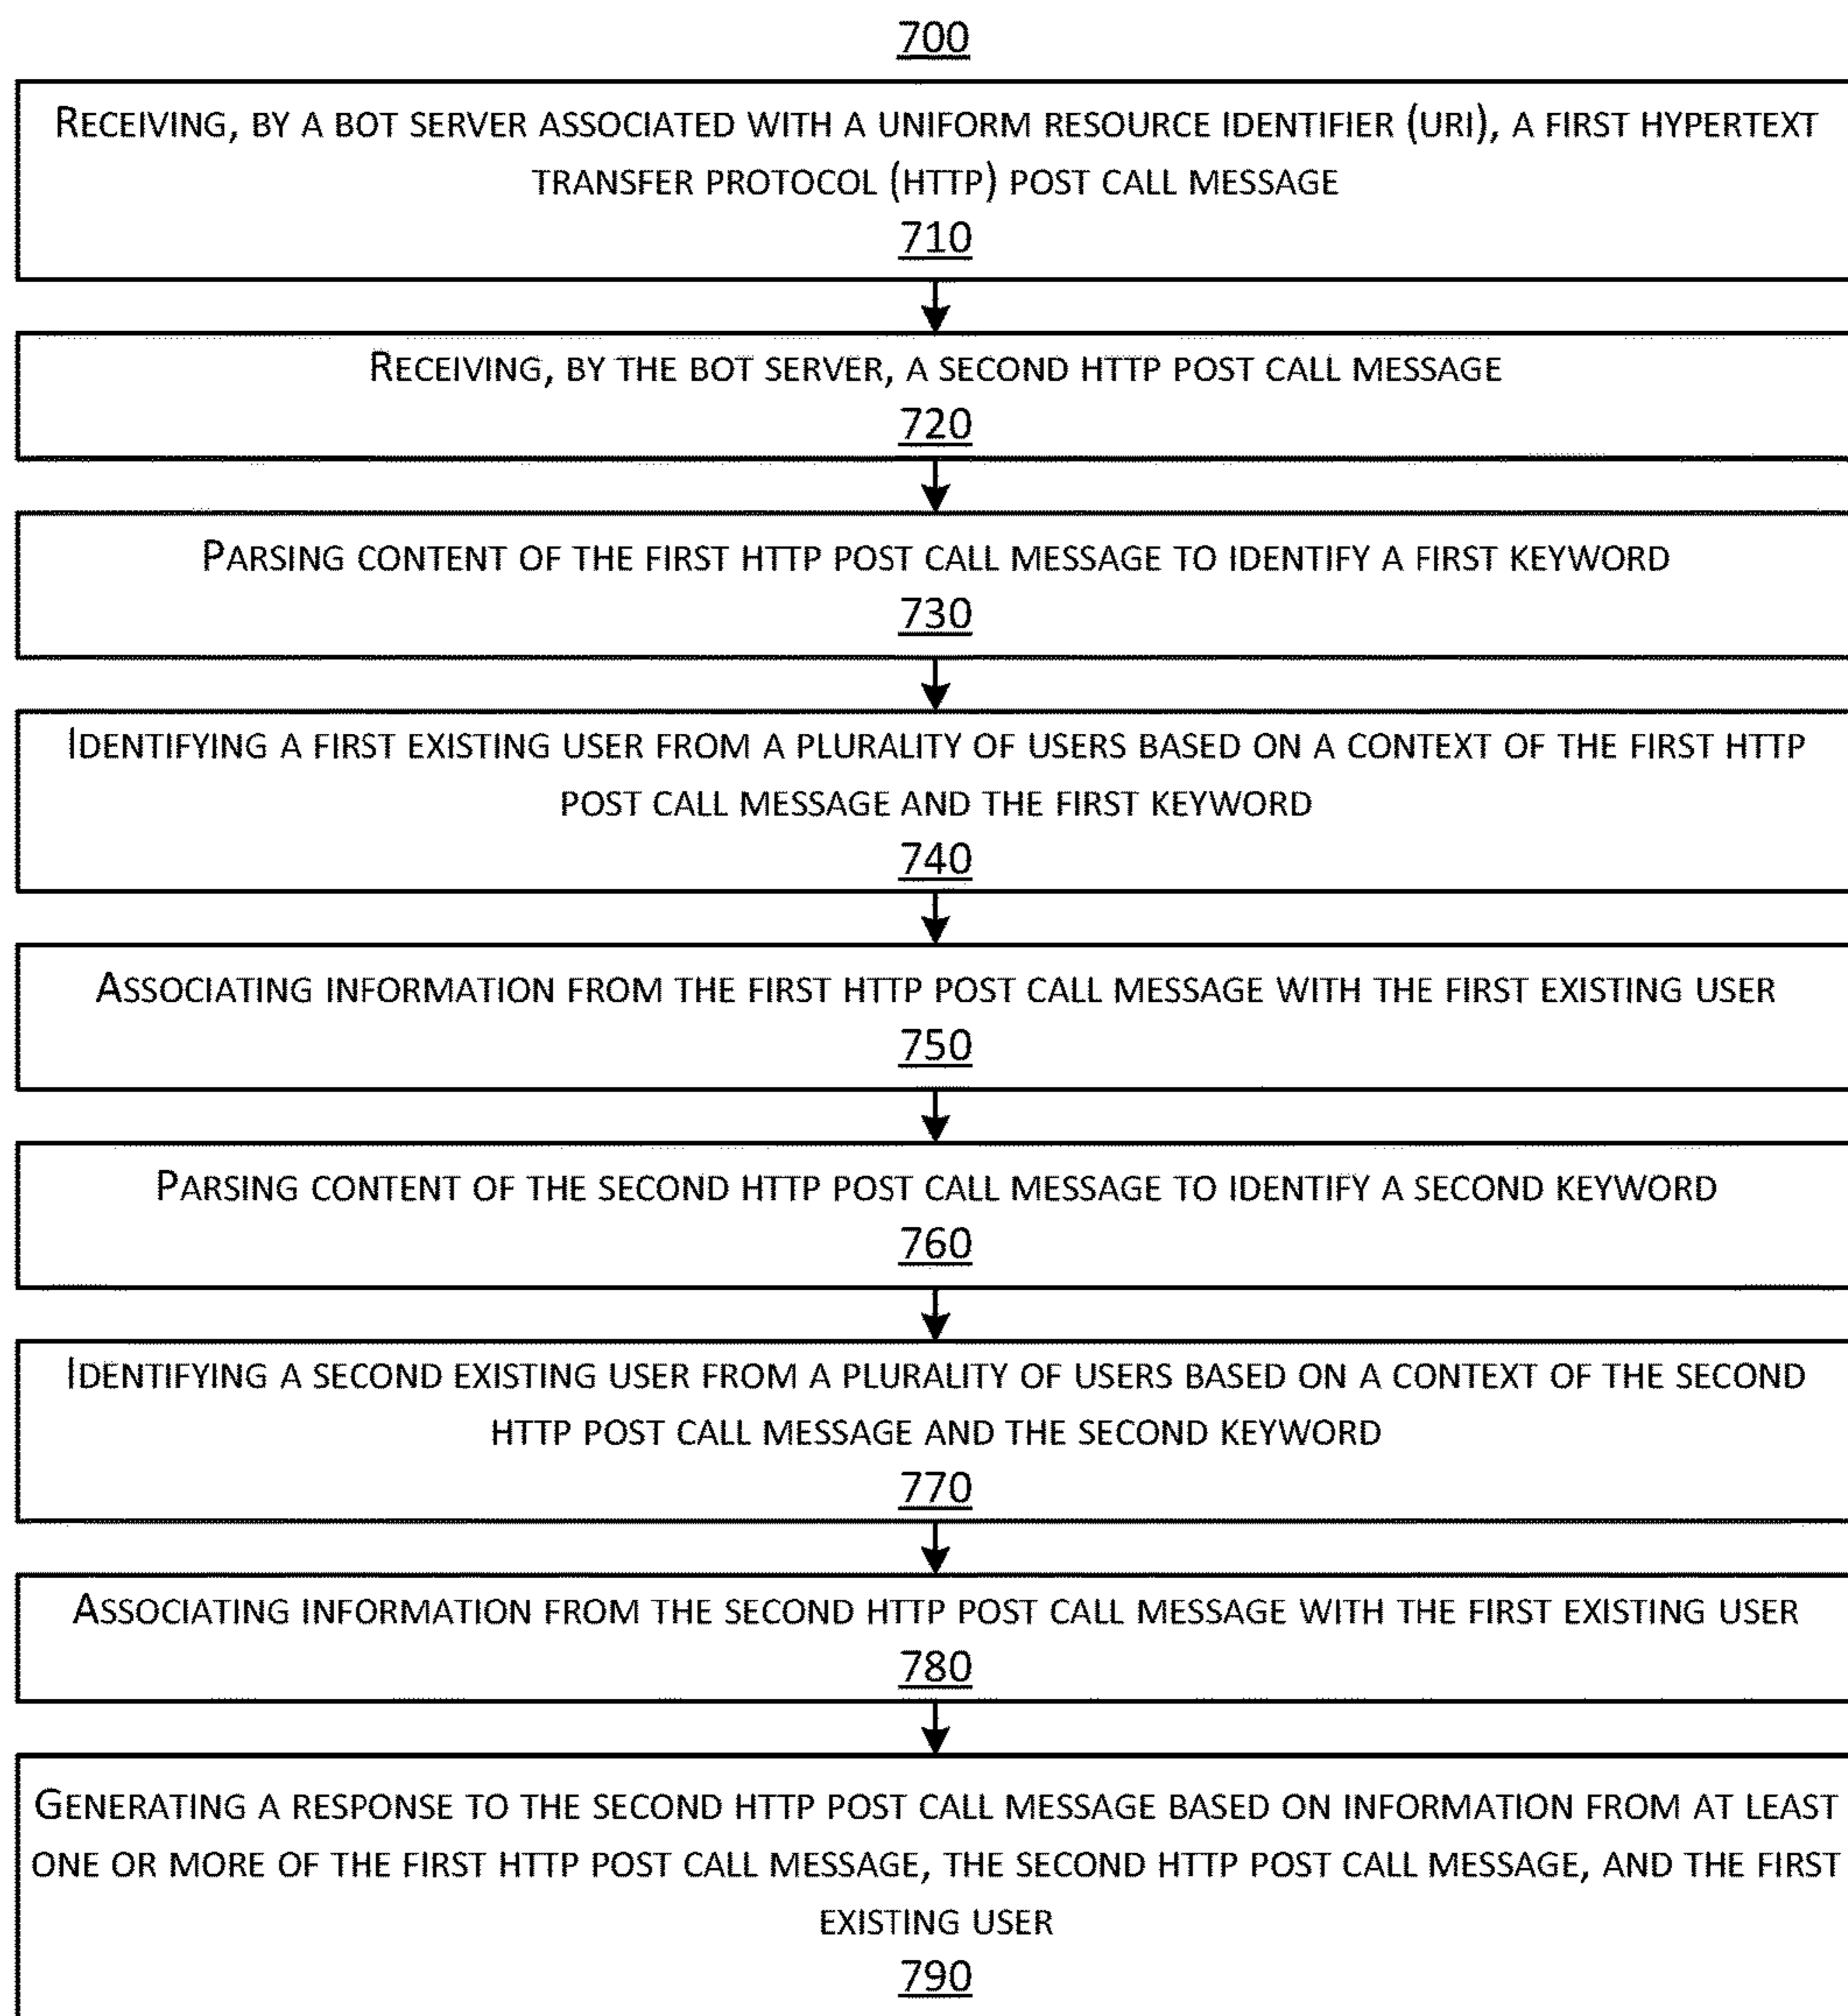 700
RECEIVING, BY A BOT SERVER ASSOCIATED WITH A UNIFORM RESOURCE IDENTIFIER (URI), A FIRST HYPERTEXT
TRANSFER PROTOCOL (HTTP) POST CALL MESSAGE
710
RECEIVING, BY THE BOT SERVER, A SECOND HTTP POST CALL MESSAGE
720
PARSING CONTENT OF THE FIRST HTTP POST CALL MESSAGE TO IDENTIFY A FIRST KEYWORD
730
IDENTIFYING A FIRST EXISTING USER FROM A PLURALITY OF USERS BASED ON A CONTEXT OF THE FIRST HTTP
POST CALL MESSAGE AND THE FIRST KEYWORD
740
ASSOCIATING INFORMATION FROM THE FIRST HTTP POST CALL MESSAGE WITH THE FIRST EXISTING USER
750
PARSING CONTENT OF THE SECOND HTTP POST CALL MESSAGE TO IDENTIFY A SECOND KEYWORD
760
IDENTIFYING A SECOND EXISTING USER FROM A PLURALITY OF USERS BASED ON A CONTEXT OF THE SECOND
HTTP POST CALL MESSAGE AND THE SECOND KEYWORD
770
ASSOCIATING INFORMATION FROM THE SECOND HTTP POST CALL MESSAGE WITH THE FIRST EXISTING USER
780
GENERATING A RESPONSE TO THE SECOND HTTP POST CALL MESSAGE BASED ON INFORMATION FROM AT LEAST
ONE OR MORE OF THE FIRST HTTP POST CALL MESSAGE, THE SECOND HTTP POST CALL MESSAGE, AND THE FIRST
EXISTING USER
790